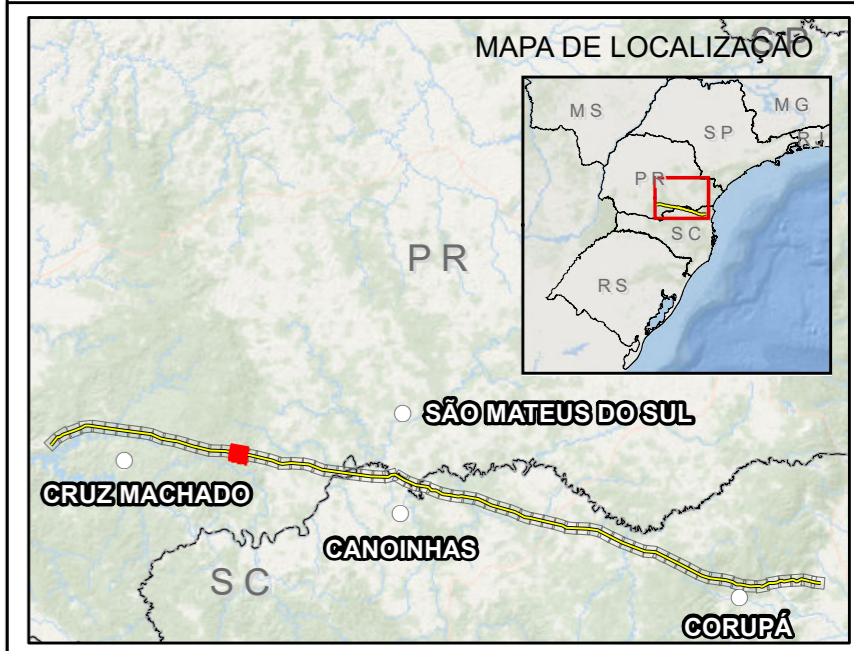 MAPA DE LOCALIZAÇÃO
SP
MS
MG
SP
RJ
PR
SC
RS
PR
SÃO MATEUS DO SUL
CRUZ MACHADO
CANOINHAS
SC
CORUPÁ